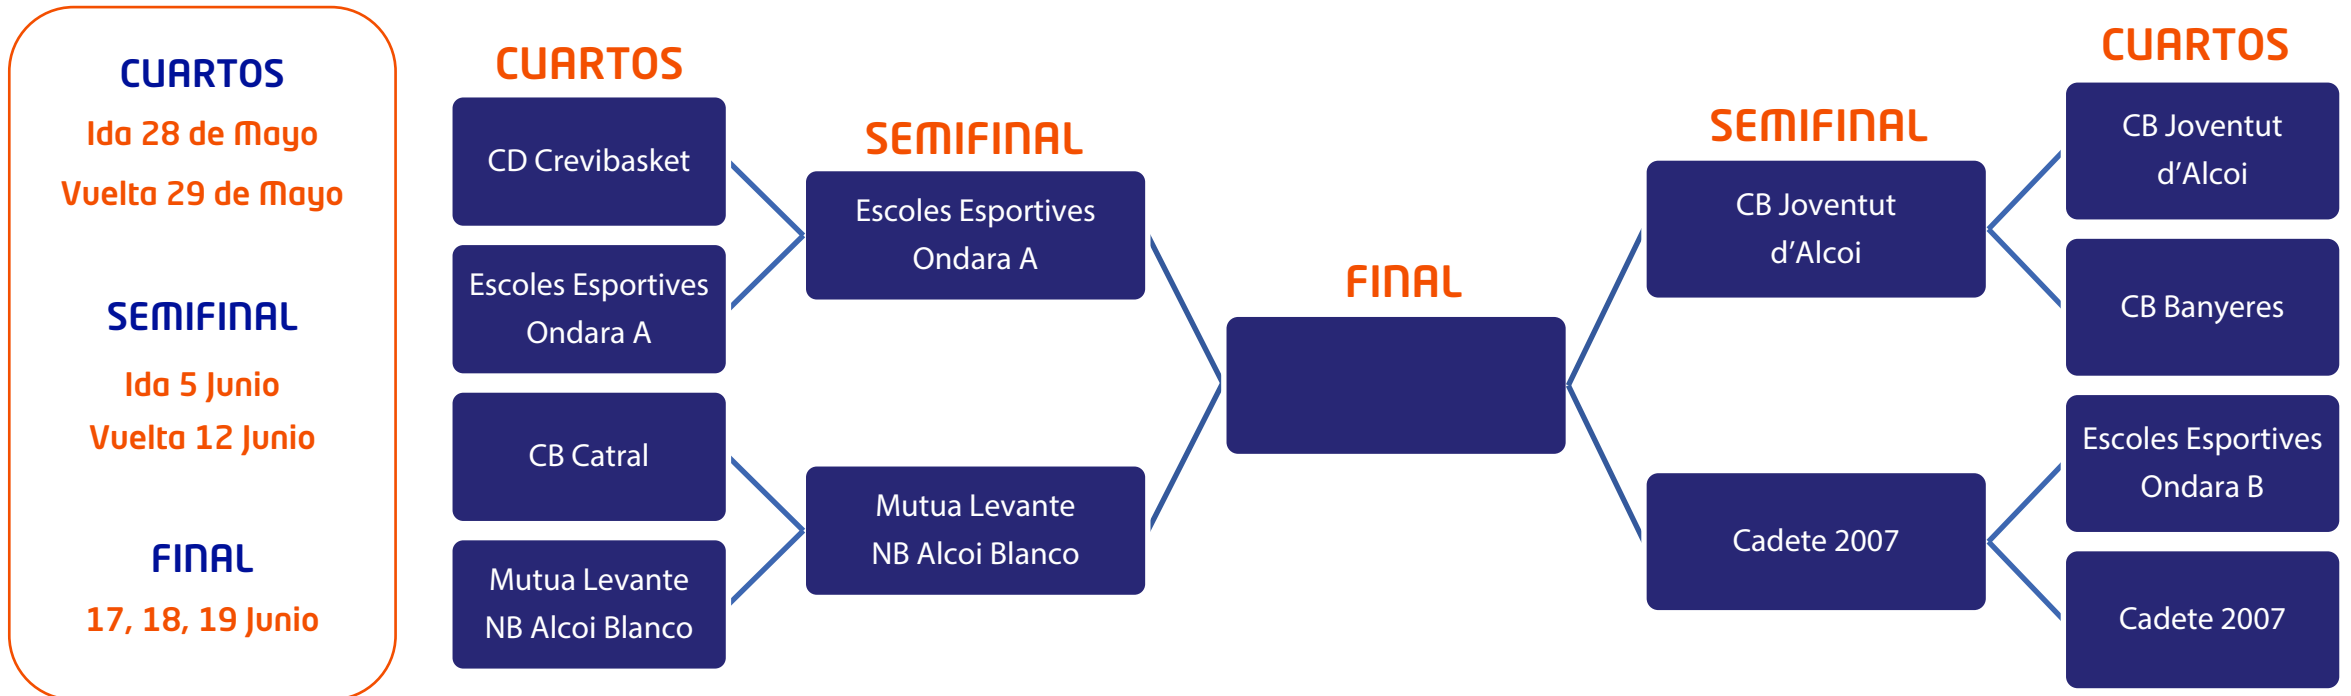 CUARTOS
Ida 28 de Mayo
Vuelta 29 de Mayo
SEMIFINAL
Ida 5 Junio
Vuelta 12 Junio
FINAL
17, 18, 19 Junio
CUARTOS
CD Crevibasket
Escoles Esportives
Ondara A
CB Catral
Mutua Levante
NB Alcoi Blanco
SEMIFINAL
Escoles Esportives
Ondara A
Mutua Levante
NB Alcoi Blanco
FINAL
SEMIFINAL
CB Joventut
d’Alcoi
Cadete 2007
CUARTOS
CB Joventut
d’Alcoi
CB Banyeres
Escoles Esportives
Ondara B
Cadete 2007